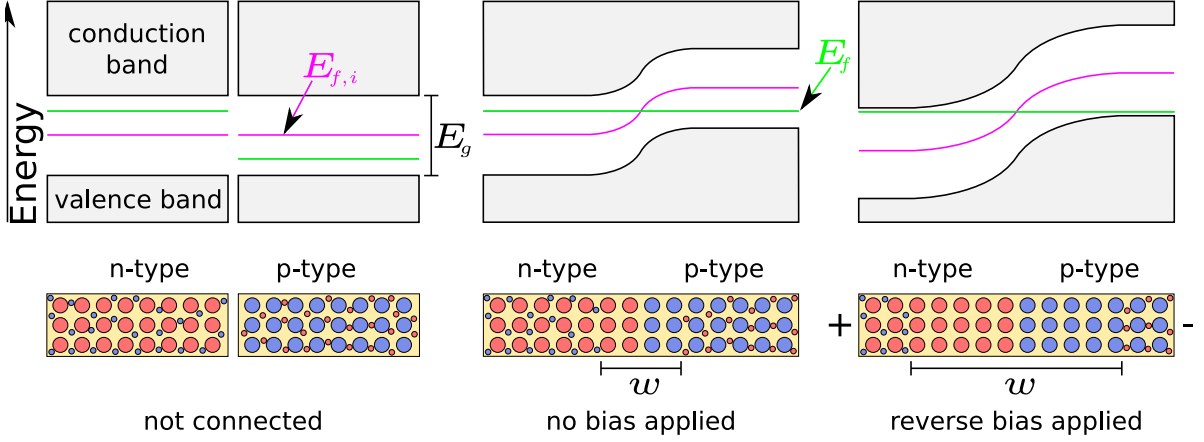 Energy
conduction
band
E_{f,i}
E_g
valence band
E_f
n-type
p-type
n-type
p-type
n-type
p-type
+
-
w
w
not connected
no bias applied
reverse bias applied